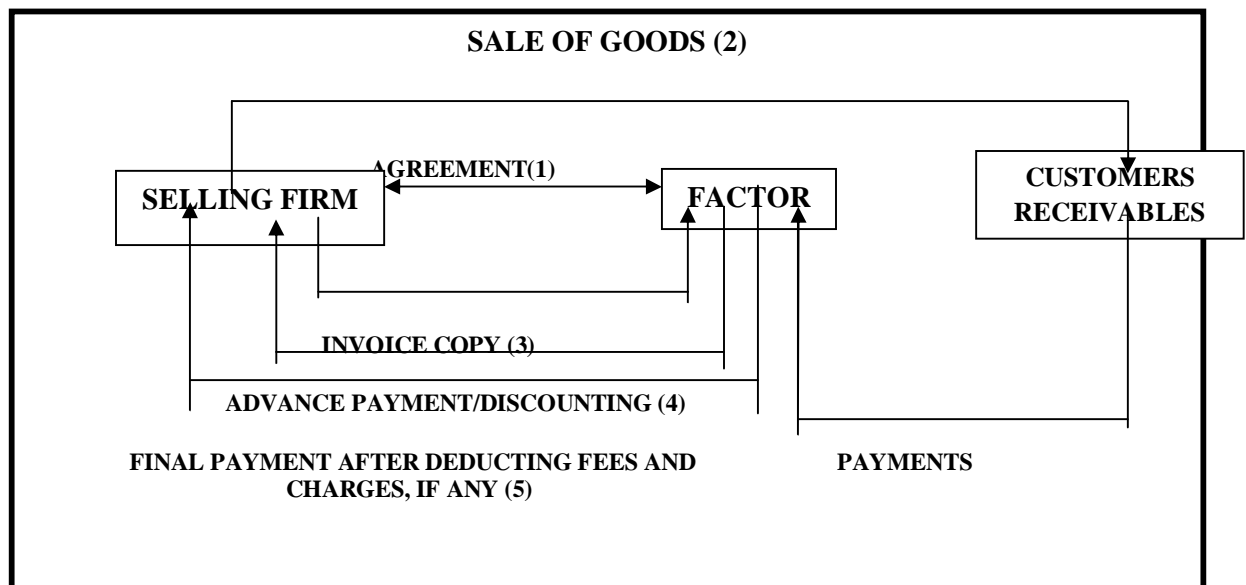 SALE OF GOODS (2)
AGREEMENT(1)
SELLING FIRM
FACTOR
CUSTOMERS
RECEIVABLES
INVOICE COPY (3)
ADVANCE PAYMENT/DISCOUNTING (4)
FINAL PAYMENT AFTER DEDUCTING FEES AND
CHARGES, IF ANY (5)
PAYMENTS